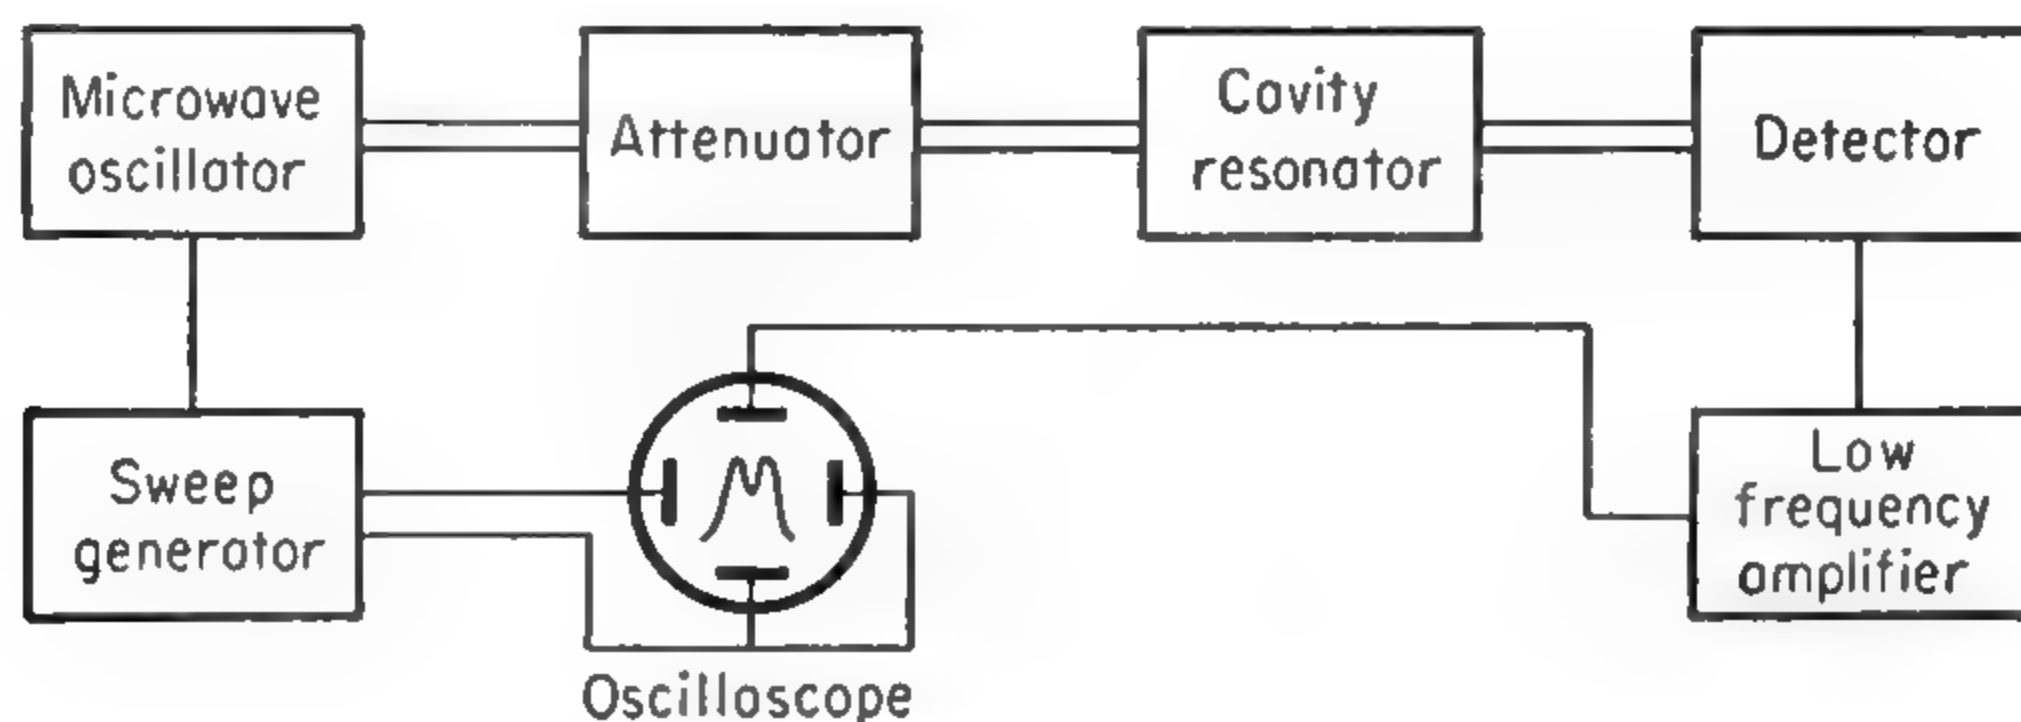 Microwave
oscillator
Attenuator
Cavity
resonator
Detector
Sweep
generator
Low
frequency
amplifier
Oscilloscope